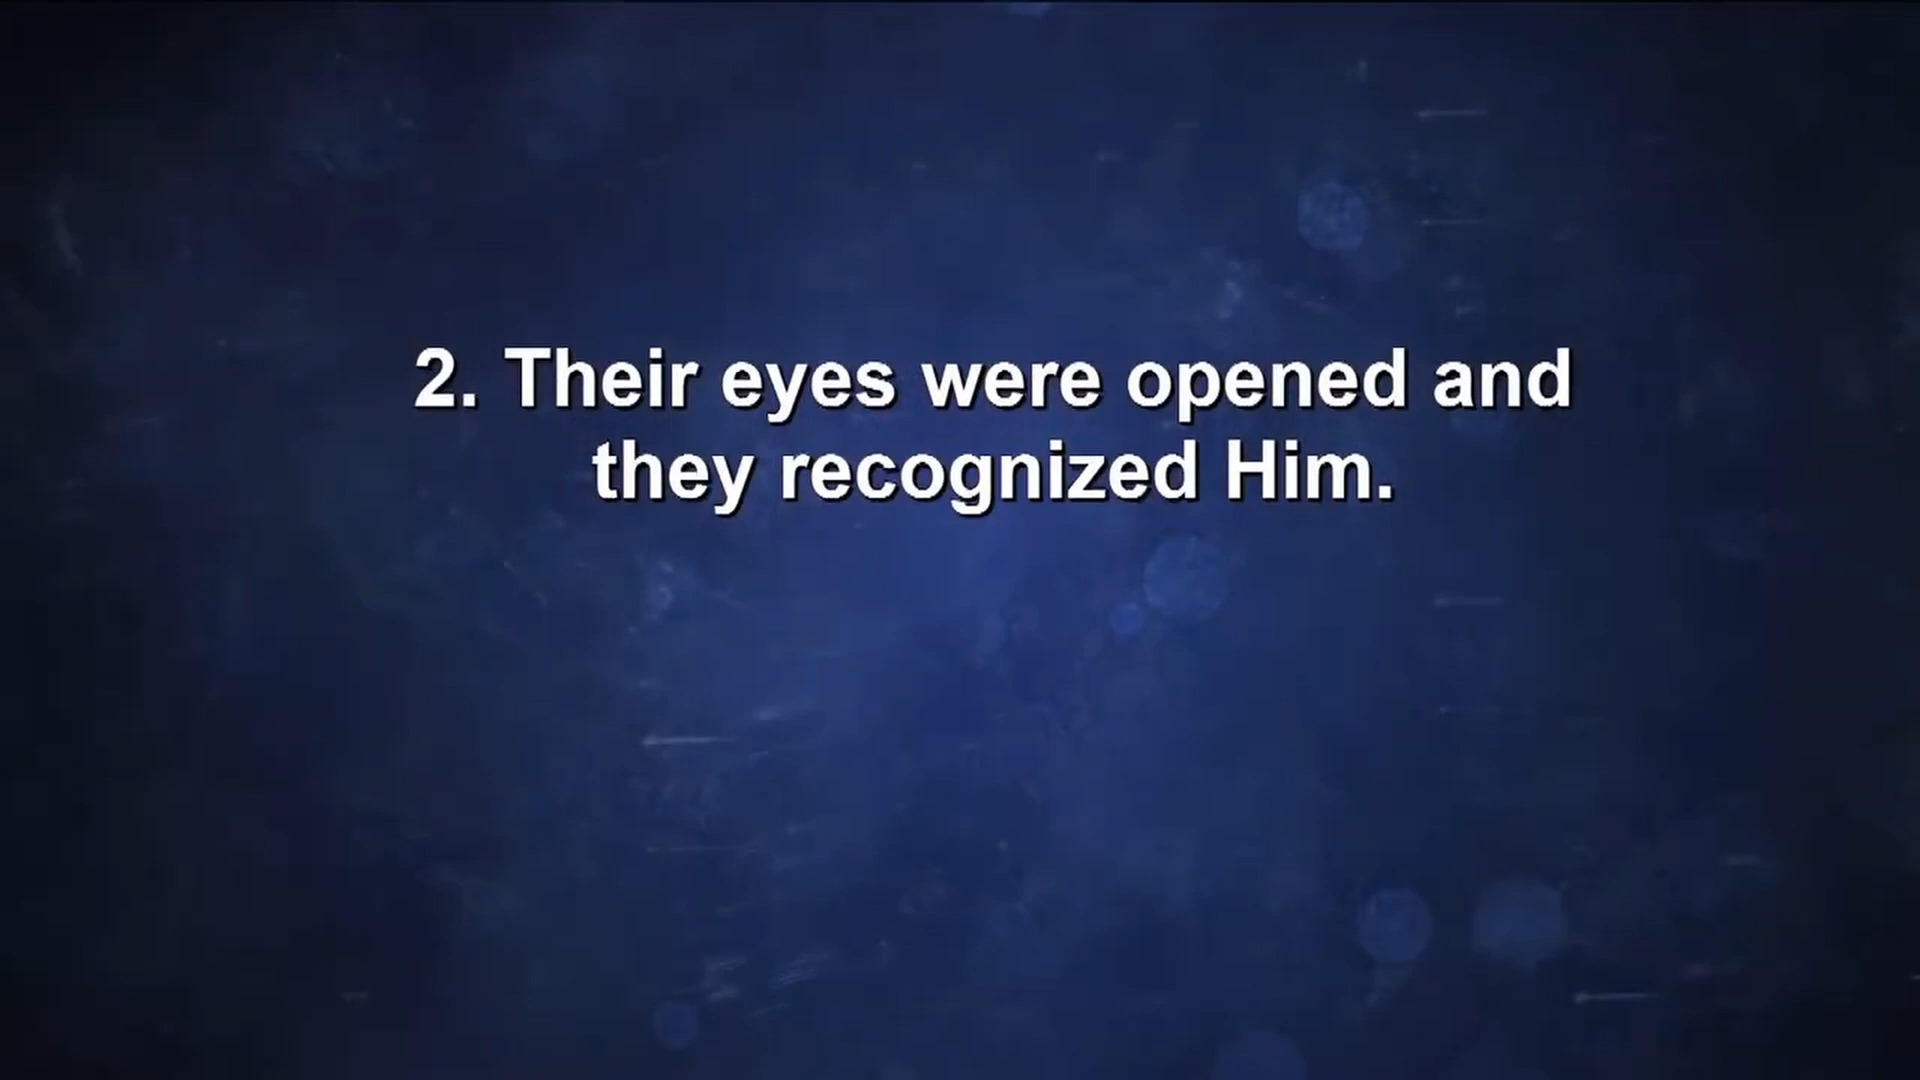 2. Their eyes were opened and
they recognized Him.